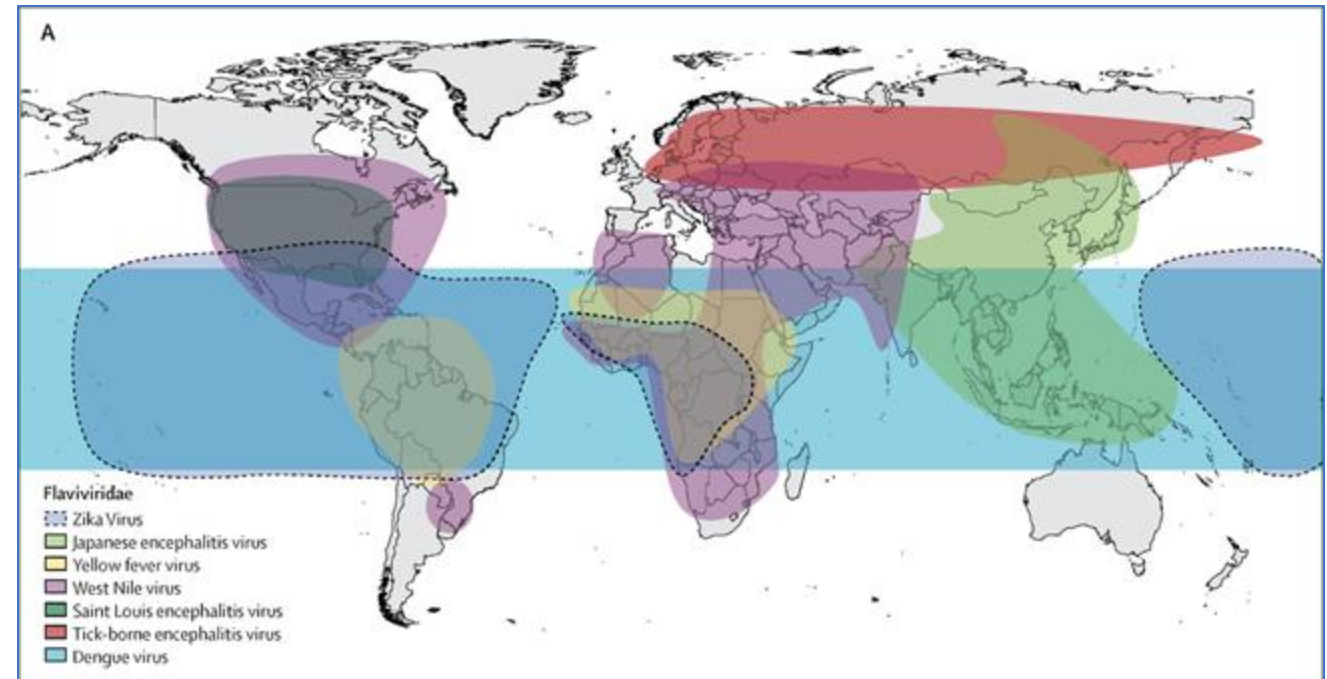 A
Flaviviridae
Zika Virus
Japanese encephalitis virus
Yellow fever virus
West Nile virus
Saint Louis encephalitis virus
Tick-borne encephalitis virus
Dengue virus